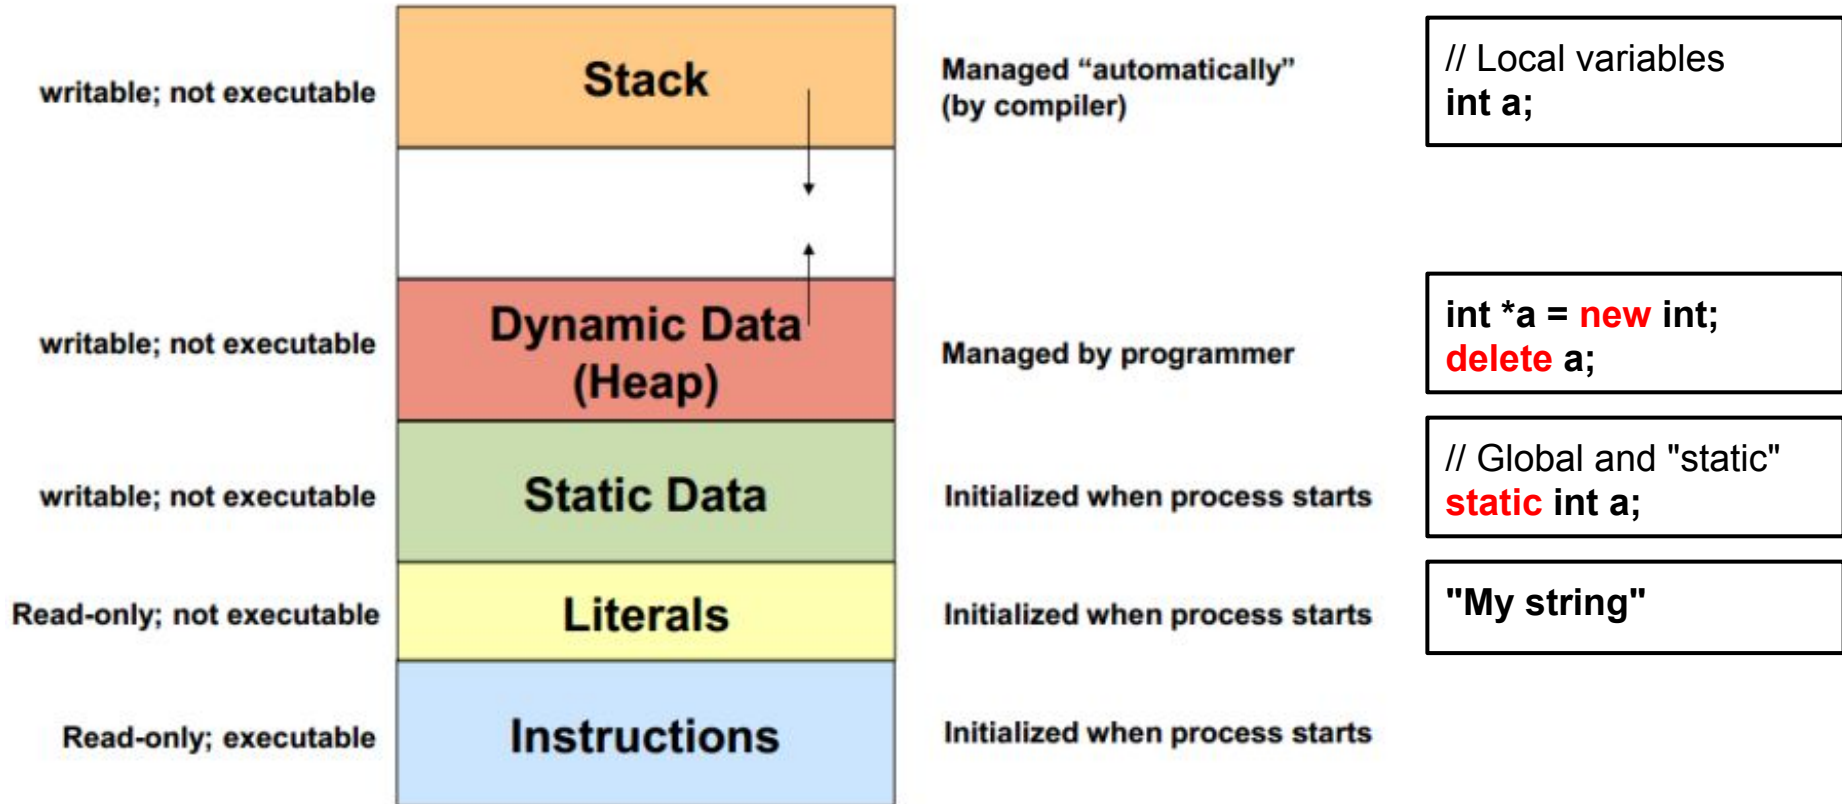 writable; not executable
Stack
Managed “automatically”
(by compiler)
// Local variables
int a;
writable; not executable
Dynamic Data
(Heap)
Managed by programmer
int *a = new int;
delete a;
writable; not executable
Static Data
Initialized when process starts
// Global and "static"
static int a;
Read-only; not executable
Literals
Initialized when process starts
"My string"
Read-only; executable
Instructions
Initialized when process starts